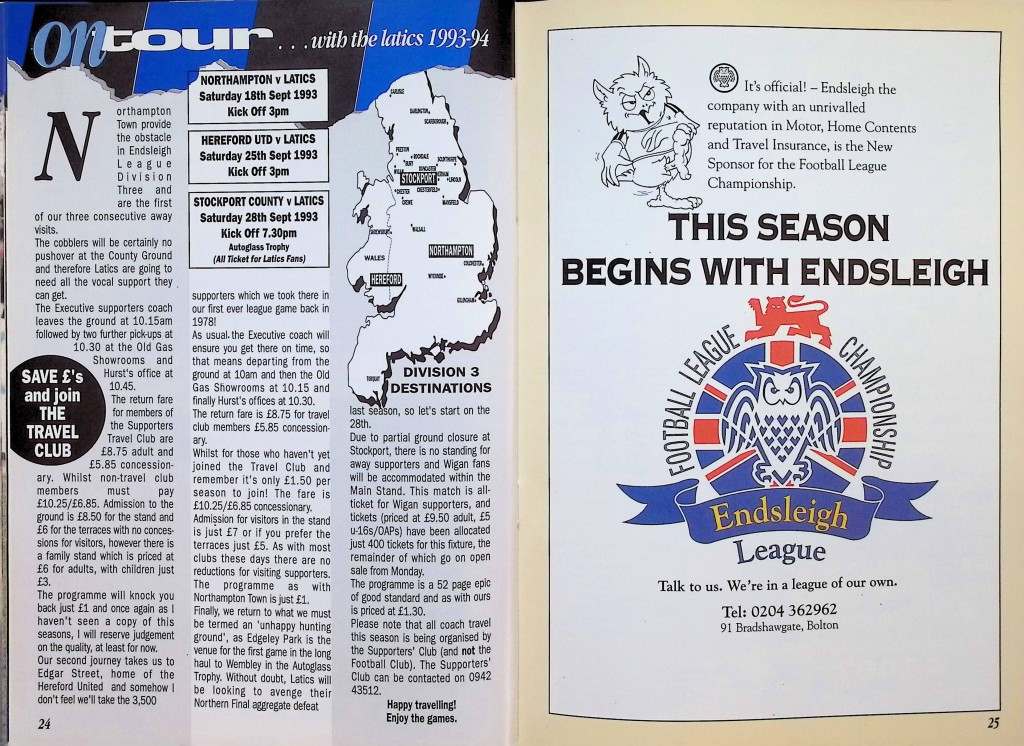 on tour ...with the latics 1993-94
Northampton
Town provide
the obstacle
in Endsleigh
League
Division
Three and
are the first
of our three consecutive away
visits.
The cobblers will be certainly no
pushover at the County Ground
and therefore Latics are going to
need all the vocal support they
can get.
The Executive supporters coach
leaves the ground at 10.15am
followed by two further pick-ups at
10.30 at the Old Gas
Showrooms and
Hurst's office at
10.45.
The return fare
for members of
the Supporters
Travel Club are
£8.75 adult and
£5.85 concession-
ary. Whilst non-travel club
members must pay
£10.25/£6.85. Admission to the
ground is £8.50 for the stand and
£6 for the terraces with no conces-
sions for visitors, however there is
a family stand which is priced at
£6 for adults, with children just
£3.
The programme will knock you
back just £1 and once again as I
haven't seen a copy of this
seasons, I will reserve judgement
on the quality, at least for now.
Our second journey takes us to
Edgar Street, home of the
Hereford United and somehow I
don't feel we'll take the 3,500
SAVE £'s
and join
THE
TRAVEL
CLUB
24
NORTHAMPTON v LATICS
Saturday 18th Sept 1993
Kick Off 3pm
HEREFORD UTD v LATICS
Saturday 25th Sept 1993
Kick Off 3pm
STOCKPORT COUNTY v LATICS
Saturday 28th Sept 1993
Kick Off 7.30pm
Autoglass Trophy
(All Ticket for Latics Fans)
supporters which we took there in
our first ever league game back in
1978!
As usual, the Executive coach will
ensure you get there on time, so
that means departing from the
ground at 10am and then the Old
Gas Showrooms at 10.15 and
finally Hurst's offices at 10.30.
The return fare is £8.75 for travel
club members £5.85 concession-
ary.
Whilst for those who haven't yet
joined the Travel Club and
remember it's only £1.50 per
season to join! The fare is
£10.25/£6.85 concessionary.
Admission for visitors in the stand
is just £7 or if you prefer the
terraces just £5. As with most
clubs these days there are no
reductions for visiting supporters.
The programme as with
Northampton Town is just £1.
Finally, we return to what we must
be termed an 'unhappy hunting
ground', as Edgeley Park is the
venue for the first game in the long
haul to Wembley in the Autoglass
Trophy. Without doubt, Latics will
be looking to avenge their
Northern Final aggregate defeat
CARLISLE
DARLINGTON
SCARBOROUGH
PRESTON
ROCHDALE
BURY
SCUNTHORPE
WIGAN
DONCASTER
STOCKPORT
LINCOLN
CHESTER
CHESTERFIELD
CREWE
MANSFIELD
SHREWSBURY
WALSALL
WALES
NORTHAMPTON
COLCHESTER
HEREFORD
WYCOMBE
GILLINGHAM
TORQUAY
DIVISION 3
DESTINATIONS
last season, so let's start on the
28th.
Due to partial ground closure at
Stockport, there is no standing for
away supporters and Wigan fans
will be accommodated within the
Main Stand. This match is all-
ticket for Wigan supporters, and
tickets (priced at £9.50 adult, £5
u-16s/OAPs) have been allocated
just 400 tickets for this fixture, the
remainder of which go on open
sale from Monday.
The programme is a 52 page epic
of good standard and as with ours
is priced at £1.30.
Please note that all coach travel
this season is being organised by
the Supporters' Club (and not the
Football Club). The Supporters'
Club can be contacted on 0942
43512.
Happy travelling!
Enjoy the games.
It's official! – Endsleigh the
company with an unrivalled
reputation in Motor, Home Contents
and Travel Insurance, is the New
Sponsor for the Football League
Championship.
THIS SEASON
BEGINS WITH ENDSLEIGH
FOOTBALL LEAGUE CHAMPIONSHIP
Endsleigh
League
Talk to us. We're in a league of our own.
Tel: 0204 362962
91 Bradshawgate, Bolton
25